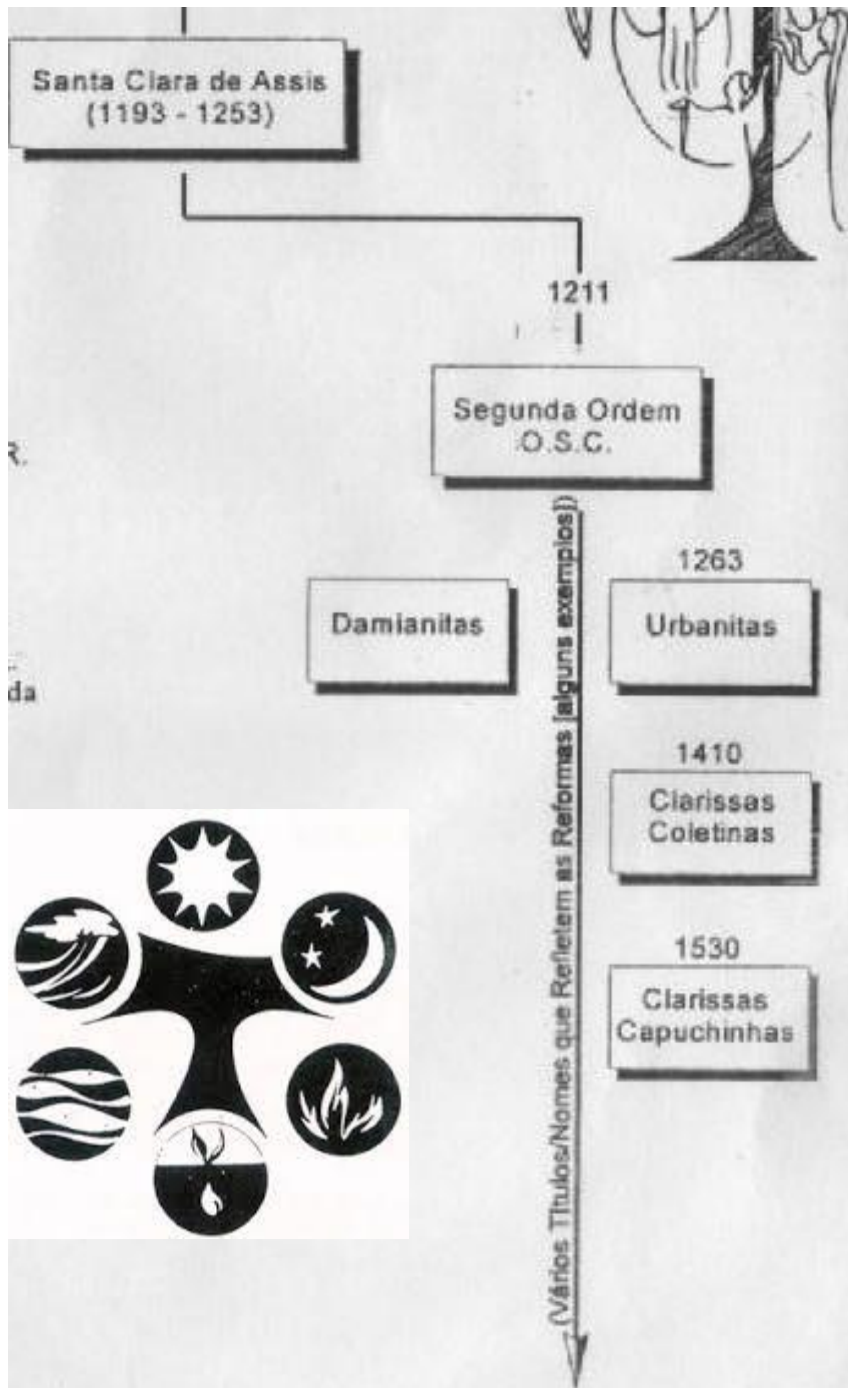 Santa Clara de Assis
(1193 - 1253)
1211
Segunda Ordem
O.S.C.
R.
da
Damianitas
(Vários Títulos/Nomes que Refletem as Reformas [alguns exemplos])
1263
Urbanitas
1410
Clarissas
Coletinas
1530
Clarissas
Capuchinhas